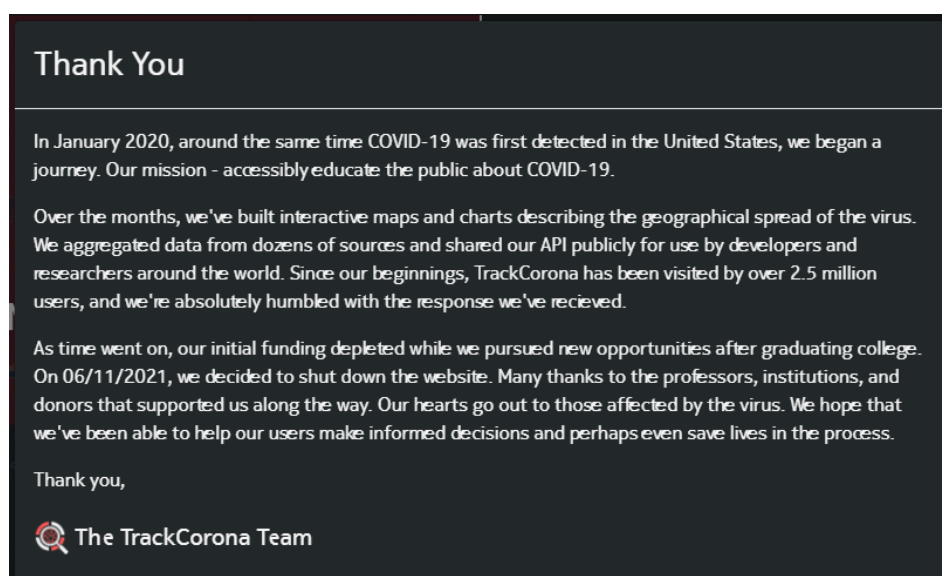 Thank You
In January 2020, around the same time COVID-19 was first detected in the United States, we began a
journey. Our mission - accessibly educate the public about COVID-19.
Over the months, we've built interactive maps and charts describing the geographical spread of the virus.
We aggregated data from dozens of sources and shared our API publicly for use by developers and
researchers around the world. Since our beginnings, TrackCorona has been visited by over 2.5 million
users, and we're absolutely humbled with the response we've recieved.
As time went on, our initial funding depleted while we pursued new opportunities after graduating college.
On 06/11/2021, we decided to shut down the website. Many thanks to the professors, institutions, and
donors that supported us along the way. Our hearts go out to those affected by the virus. We hope that
we've been able to help our users make informed decisions and perhaps even save lives in the process.
Thank you,
The TrackCorona Team